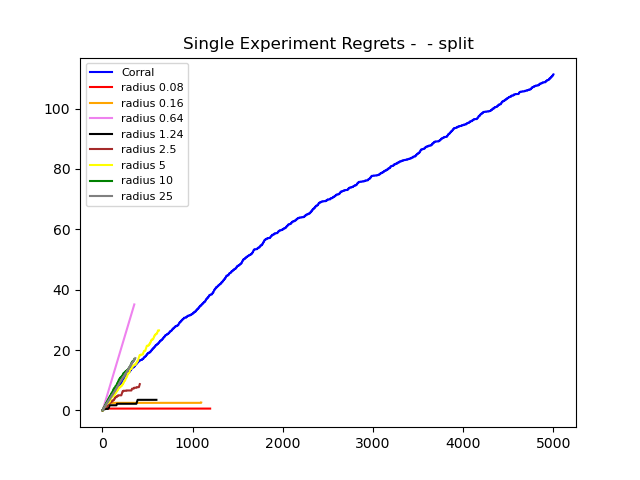 Single Experiment Regrets -  - split
Corral
radius 0.08
radius 0.16
radius 0.64
radius 1.24
radius 2.5
radius 5
radius 10
radius 25
100
80
60
40
20
0
0 1000 2000 3000 4000 5000